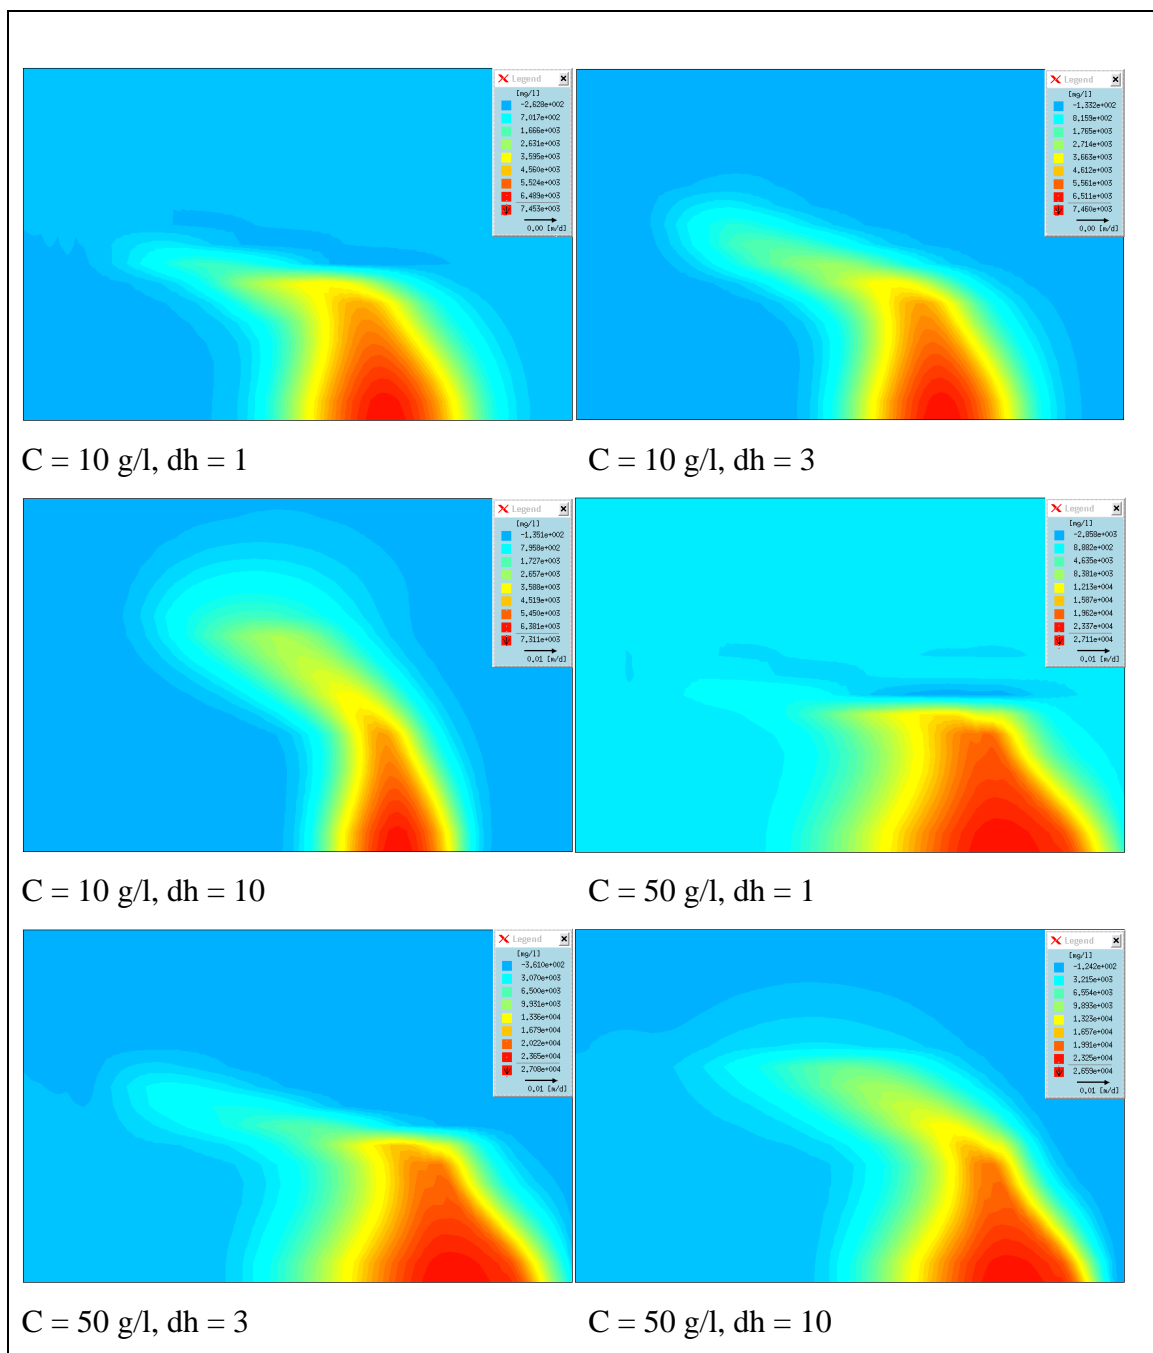 Legend
[mg/l]
-2.628e+002
7.017e+002
1.666e+003
2.631e+003
3.595e+003
4.560e+003
5.524e+003
6.489e+003
7.453e+003
0.00 [m/d]
Legend
[mg/l]
-1.332e+002
8.159e+002
1.765e+003
2.714e+003
3.663e+003
4.612e+003
5.561e+003
6.511e+003
7.460e+003
0.00 [m/d]
C = 10 g/l, dh = 1
C = 10 g/l, dh = 3
Legend
[mg/l]
-1.351e+002
7.958e+002
1.727e+003
2.657e+003
3.588e+003
4.519e+003
5.450e+003
6.381e+003
7.311e+003
0.01 [m/d]
Legend
[mg/l]
-2.858e+003
8.882e+002
4.635e+003
8.381e+003
1.213e+004
1.587e+004
1.962e+004
2.337e+004
2.711e+004
0.01 [m/d]
C = 10 g/l, dh = 10
C = 50 g/l, dh = 1
Legend
[mg/l]
-3.610e+002
3.070e+003
6.500e+003
9.931e+003
1.336e+004
1.679e+004
2.022e+004
2.365e+004
2.708e+004
0.01 [m/d]
Legend
[mg/l]
-1.242e+002
3.215e+003
6.554e+003
9.893e+003
1.323e+004
1.657e+004
1.991e+004
2.325e+004
2.659e+004
0.01 [m/d]
C = 50 g/l, dh = 3
C = 50 g/l, dh = 10